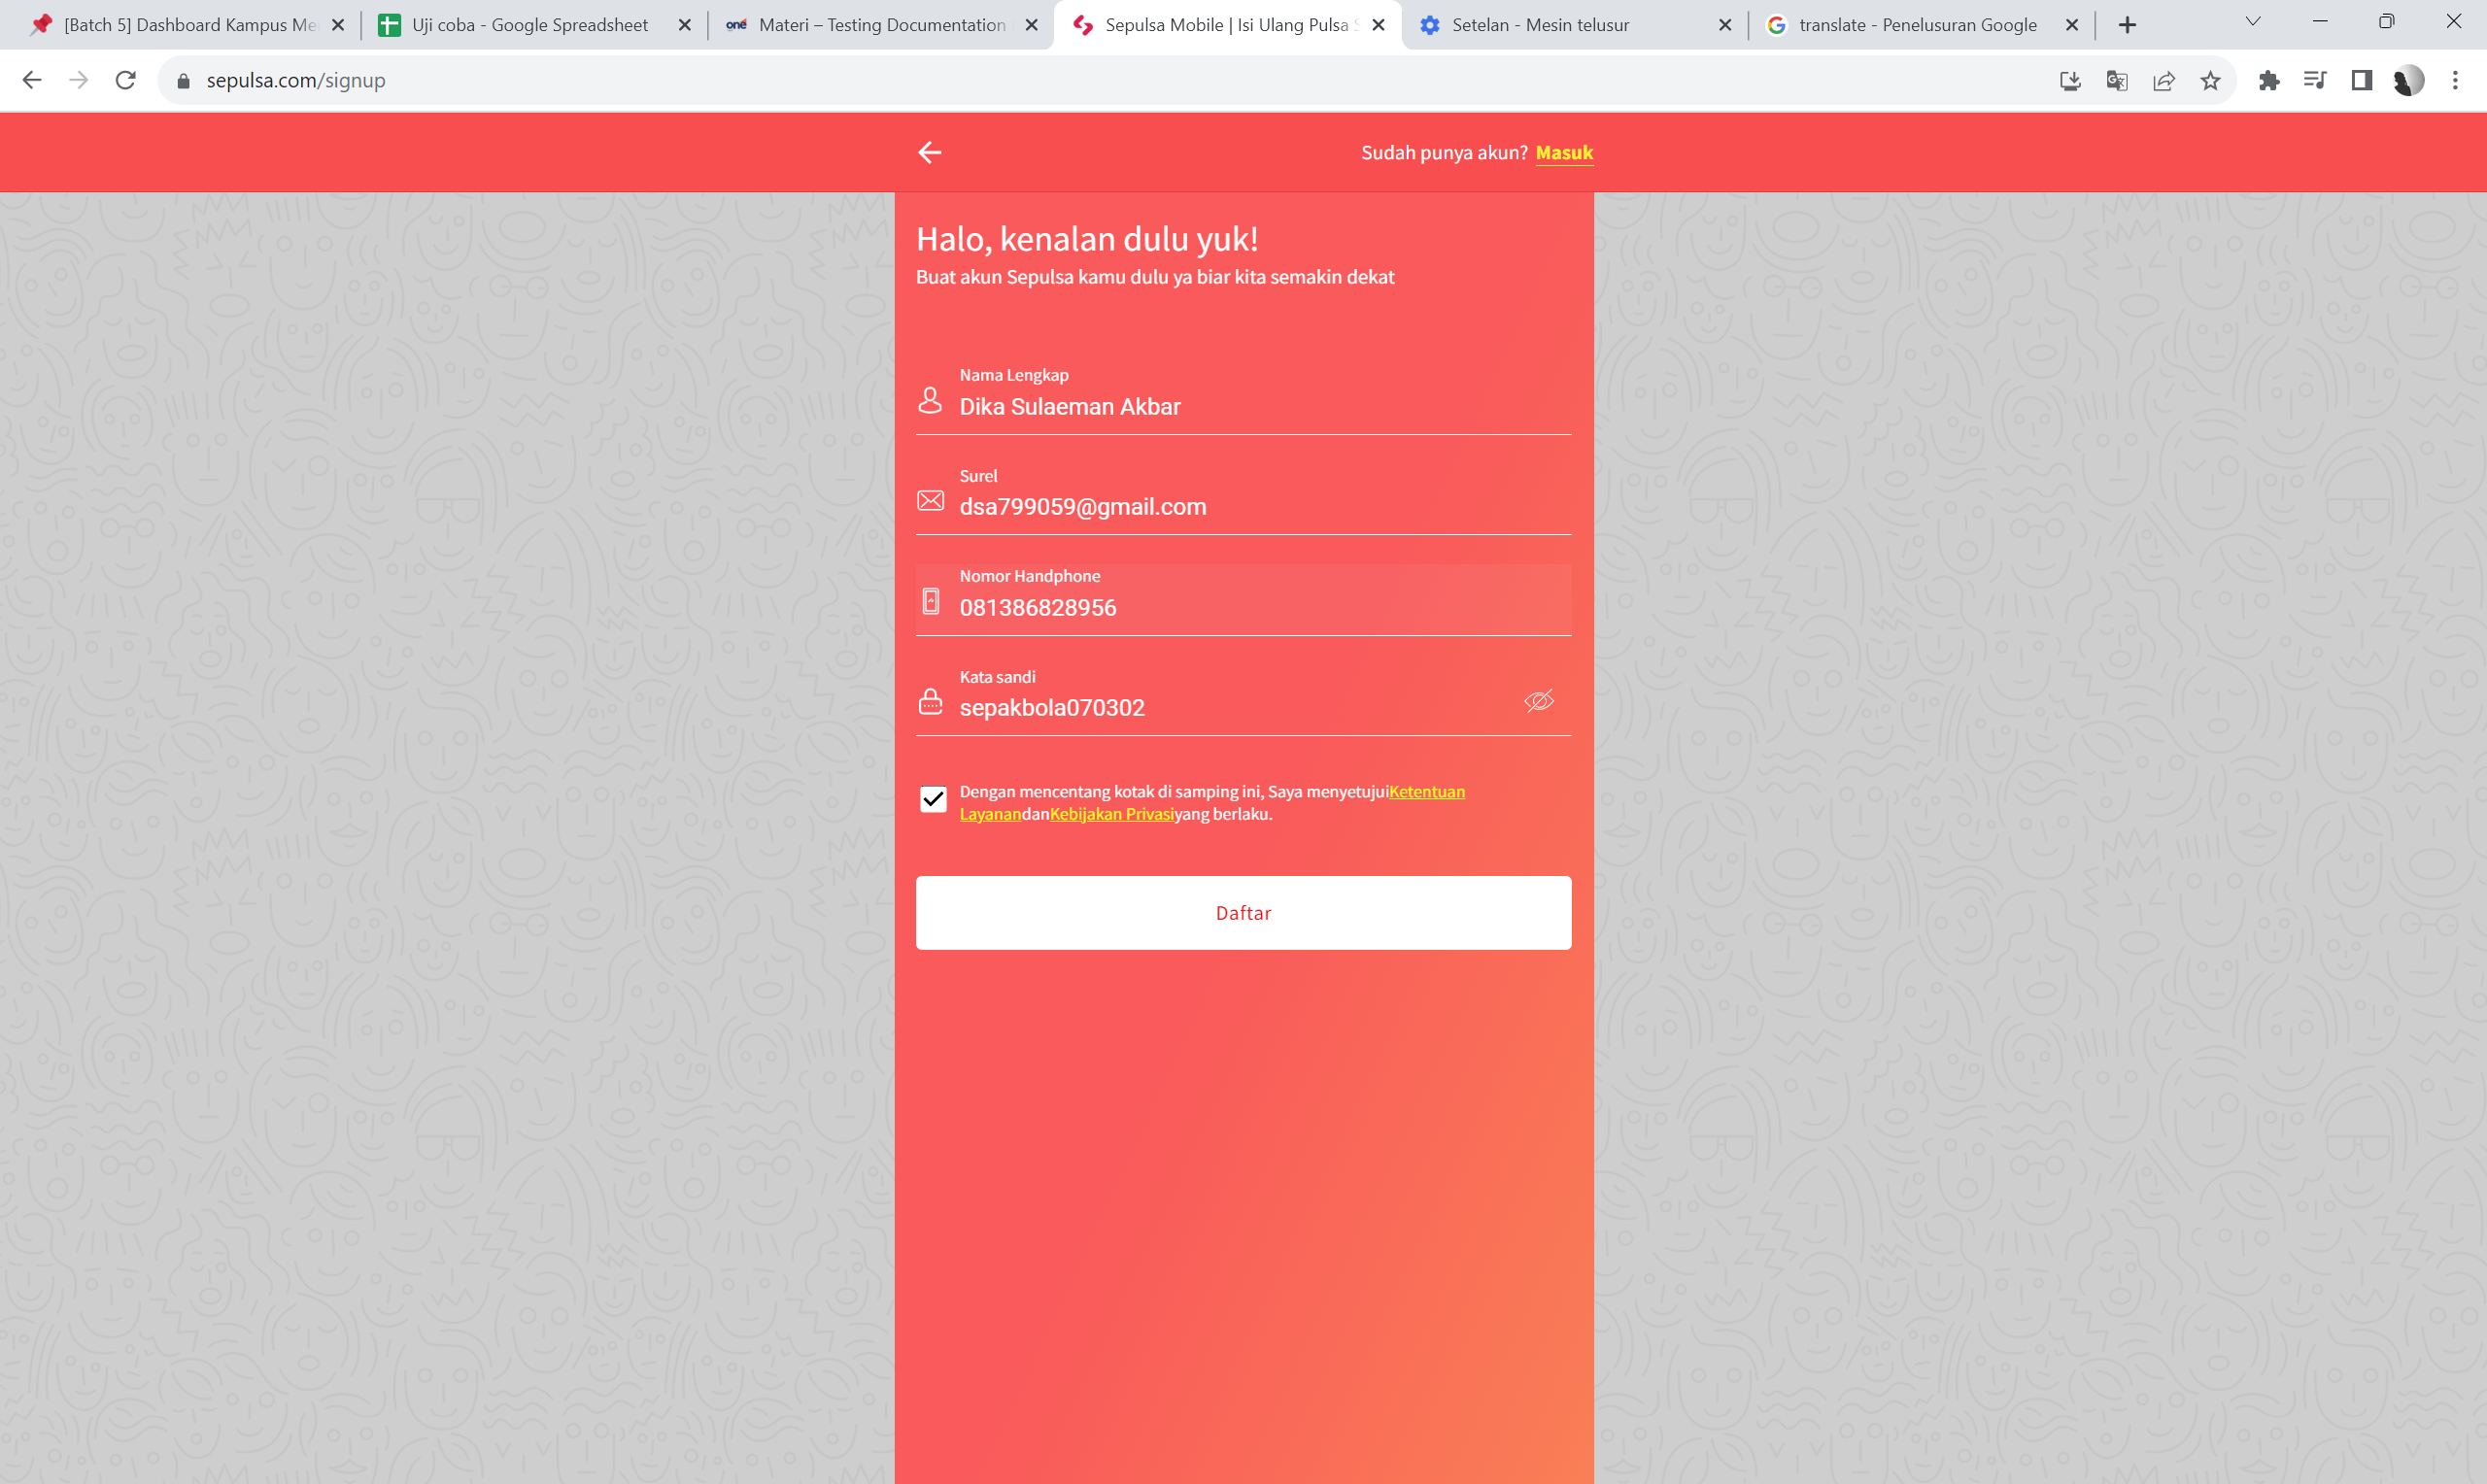 [Batch 5] Dashboard Kampus Me
Uji coba - Google Spreadsheet
one
Materi – Testing Documentation
Sepulsa Mobile | Isi Ulang Pulsa S
Setelan - Mesin telusur
translate - Penelusuran Google
sepulsa.com/signup
Sudah punya akun? Masuk
Halo, kenalan dulu yuk!
Buat akun Sepulsa kamu dulu ya biar kita semakin dekat
Nama Lengkap
Dika Sulaeman Akbar
Surel
dsa799059@gmail.com
Nomor Handphone
081386828956
Kata sandi
sepakbola070302
Dengan mencentang kotak di samping ini, Saya menyetujuiKetentuan
LayanandanKebijakan Privasiyang berlaku.
Daftar